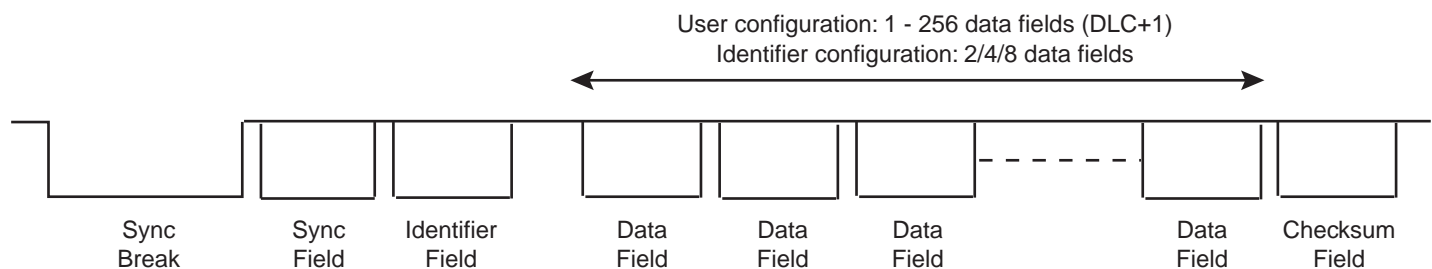 User configuration: 1 - 256 data fields (DLC+1)
Identifier configuration: 2/4/8 data fields
Sync
Break
Sync
Field
Identifier
Field
Data
Field
Data
Field
Data
Field
Data
Field
Checksum
Field